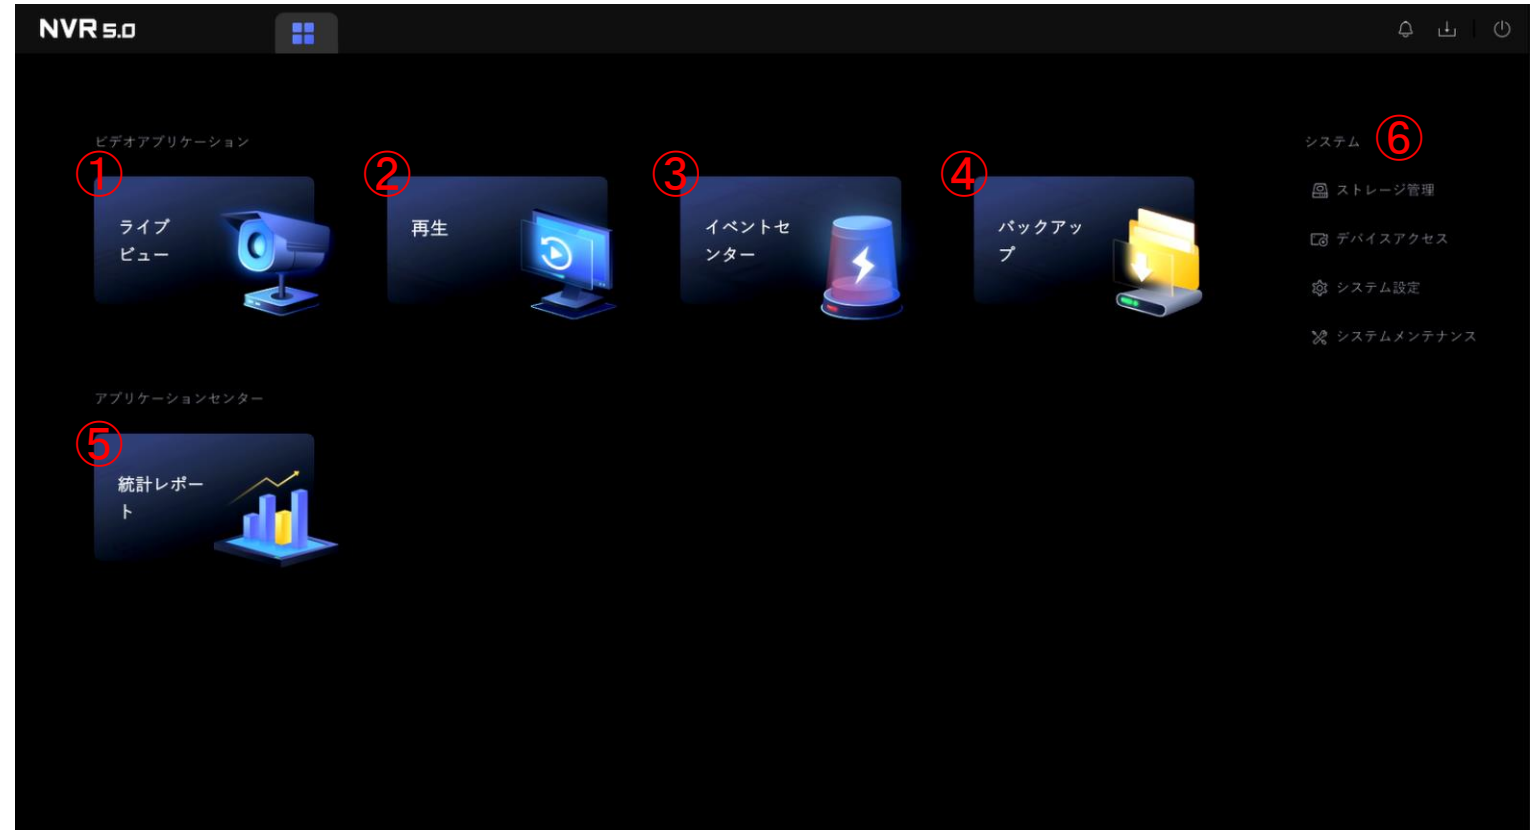 NVR 5.0
ビデオアプリケーション
システム
⑥
①
②
③
④
ライブ
ビュー
再生
イベントセ
ンター
バックアッ
プ
ストレージ管理
デバイスアクセス
システム設定
システムメンテナンス
アプリケーションセンター
⑤
統計レポー
ト